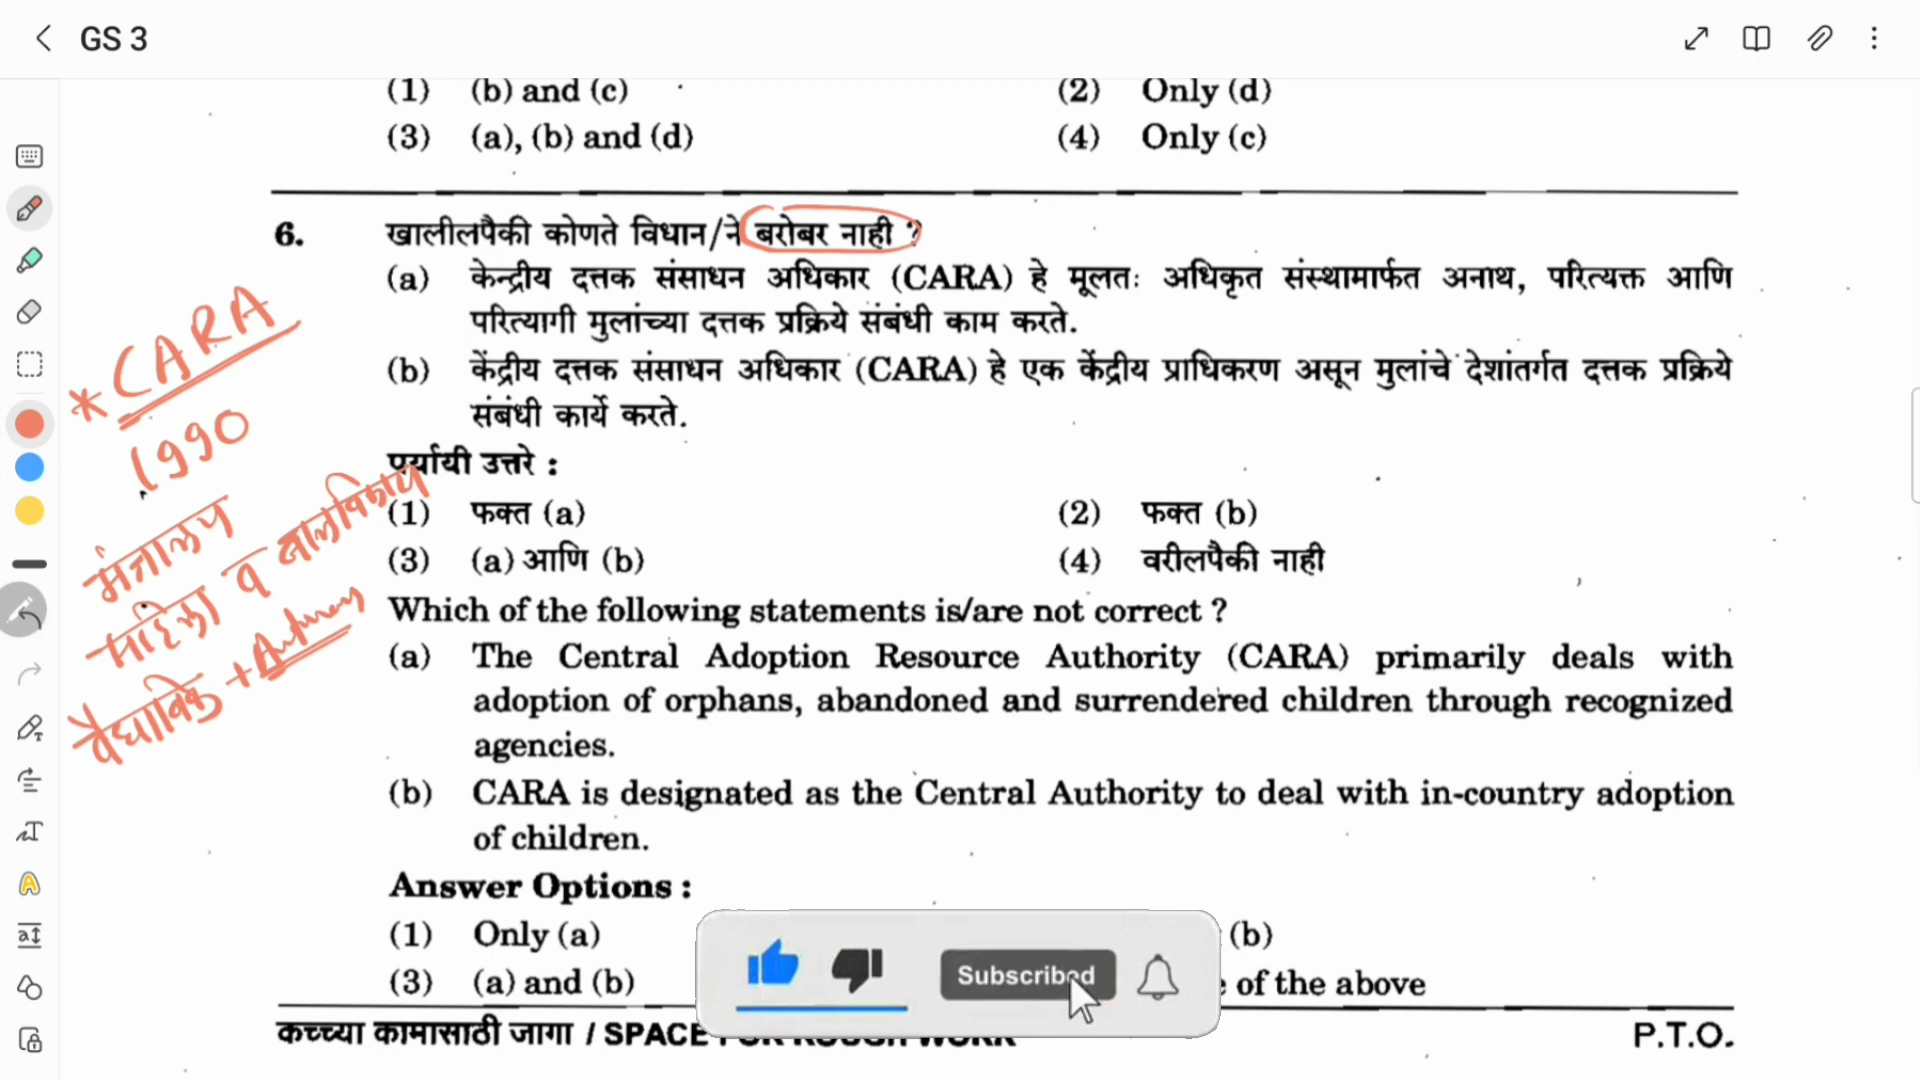 GS 3
(1) (b) and (c)
(2) Only (d)
(3) (a), (b) and (d)
(4) Only (c)
6. खालीलपैकी कोणते विधान/ने बरोबर नाही ?
(a) केन्द्रीय दत्तक संसाधन अधिकार (CARA) हे मूलतः अधिकृत संस्थामार्फत अनाथ, परित्यक्त आणि
परित्यागी मुलांच्या दत्तक प्रक्रिये संबंधी काम करते.
(b) केंद्रीय दत्तक संसाधन अधिकार (CARA) हे एक केंद्रीय प्राधिकरण असून मुलांचे देशांतर्गत दत्तक प्रक्रिये
संबंधी कार्ये करते.
पर्यायी उत्तरे :
(1) फक्त (a)
(2) फक्त (b)
(3) (a) आणि (b)
(4) वरीलपैकी नाही
* CARA
1990
मंत्रालय
महिला व बालविकास
वैधानिक +
Which of the following statements is/are not correct ?
(a) The Central Adoption Resource Authority (CARA) primarily deals with
adoption of orphans, abandoned and surrendered children through recognized
agencies.
(b) CARA is designated as the Central Authority to deal with in-country adoption
of children.
Answer Options :
(1) Only (a)
(b)
(3) (a) and (b)
of the above
Subscribed
कच्च्या कामासाठी जागा / SPACE FOR ROUGH WORK
P.T.O.